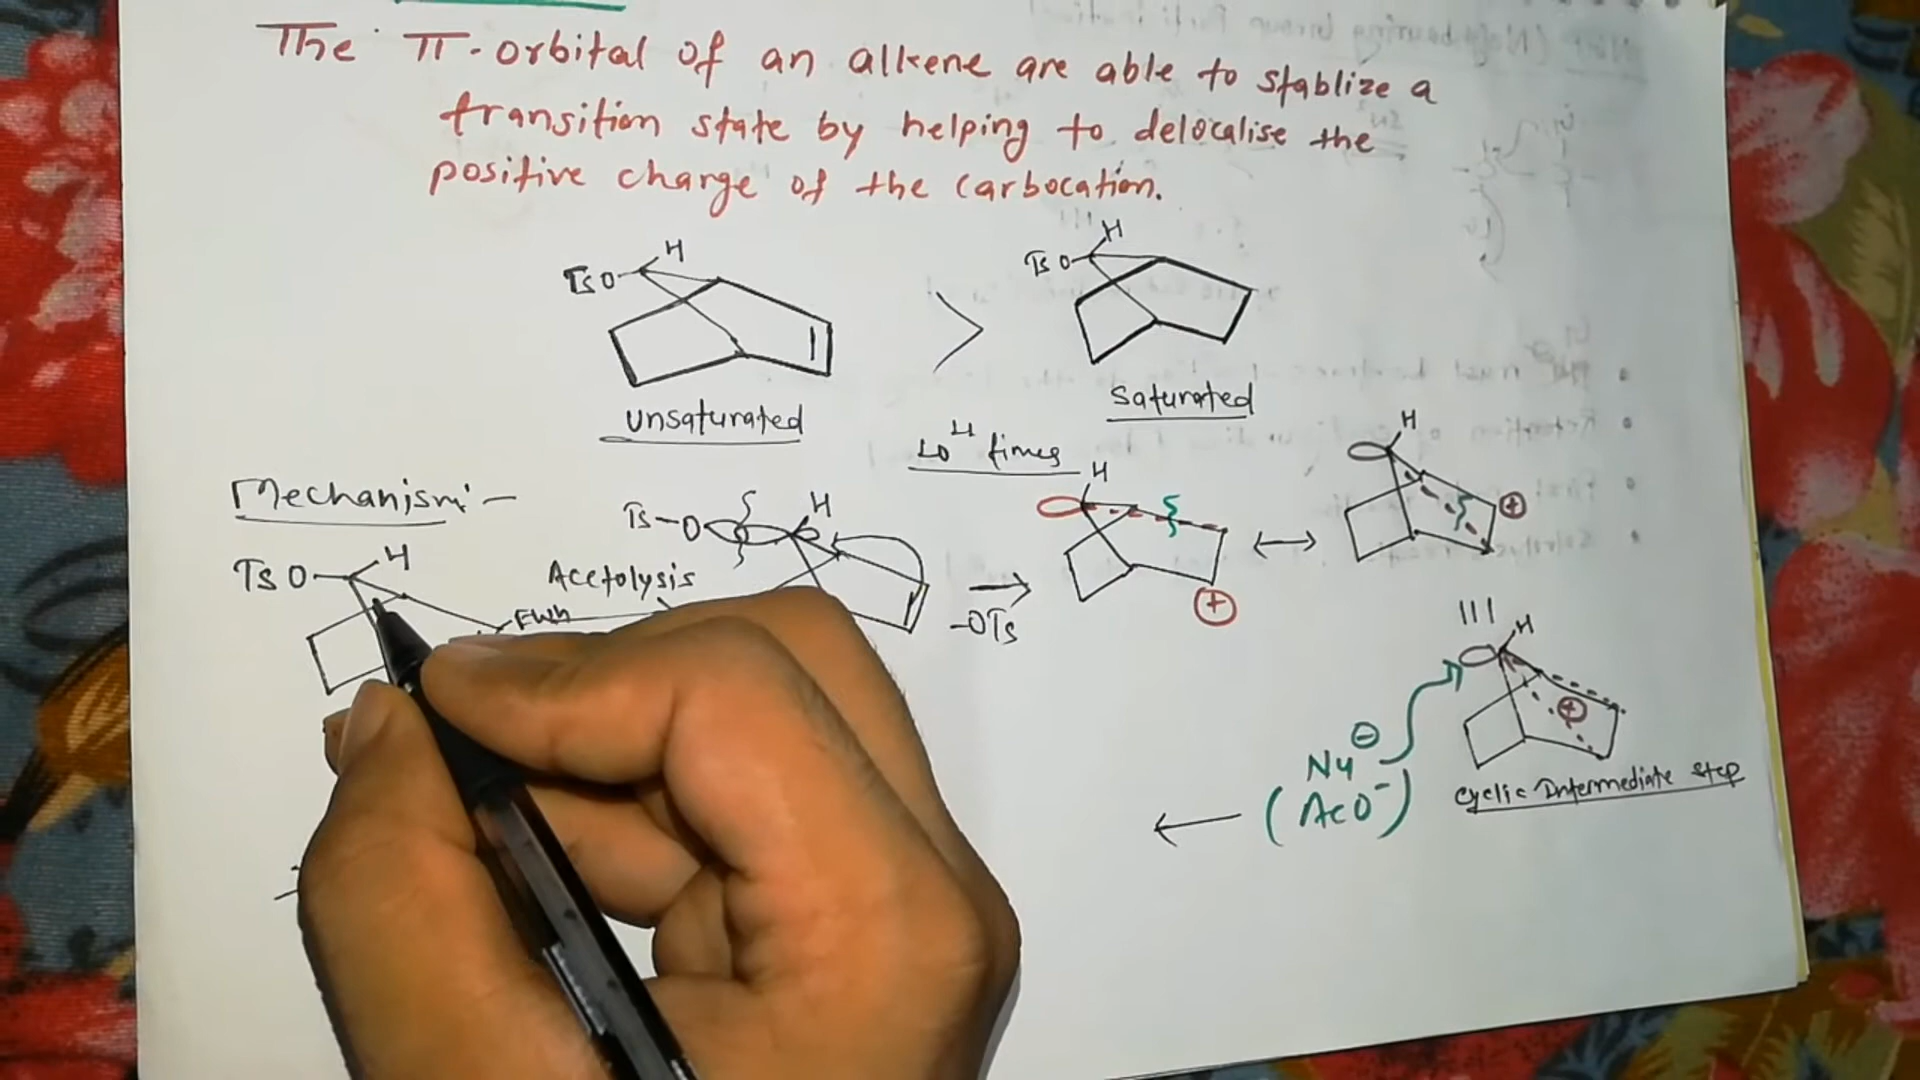 The π-orbital of an alkene are able to stablize a
transition state by helping to delocalise the
positive charge of the carbocation.
TsO H
TsO H
Unsaturated
>
Saturated
10⁴ times
Mechanism:-
TsO H
Acetolysis
Ts-O H
-OTs
H
⊕
H
⊕
H
⊕
Cyclic Intermediate step
Nu⊖
(AcO⁻)